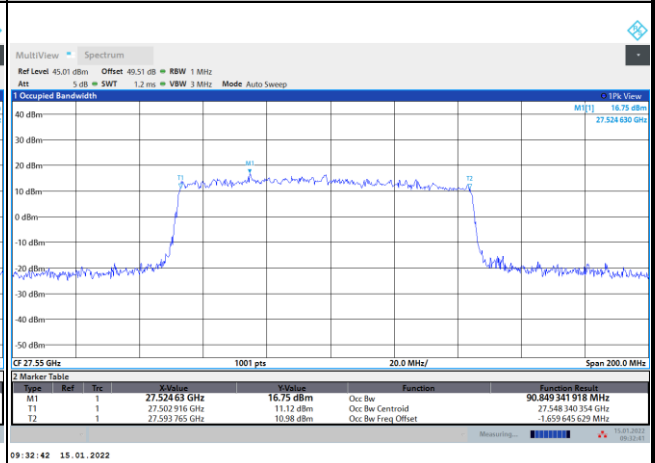 MultiView Spectrum
Ref Level 45.01 dBm Offset 49.51 dB RBW 1 MHz
Att 5 dB SWT 1.2 ms VBW 3 MHz Mode Auto Sweep
1 Occupied Bandwidth 1Pk View
M1[1] 16.75 dBm
27.524 630 GHz
40 dBm
30 dBm
20 dBm
M1
T1
T2
10 dBm
0 dBm
-10 dBm
-20 dBm
-30 dBm
-40 dBm
-50 dBm
CF 27.55 GHz 1001 pts 20.0 MHz/ Span 200.0 MHz
2 Marker Table
Type Ref Trc X-Value Y-Value Function Function Result
M1 1 27.524 63 GHz 16.75 dBm Occ Bw 90.849 341 918 MHz
T1 1 27.502 916 GHz 11.12 dBm Occ Bw Centroid 27.548 340 354 GHz
T2 1 27.593 765 GHz 10.98 dBm Occ Bw Freq Offset -1.659 645 629 MHz
Measuring... 15.01.2022
09:32:41
09:32:42 15.01.2022